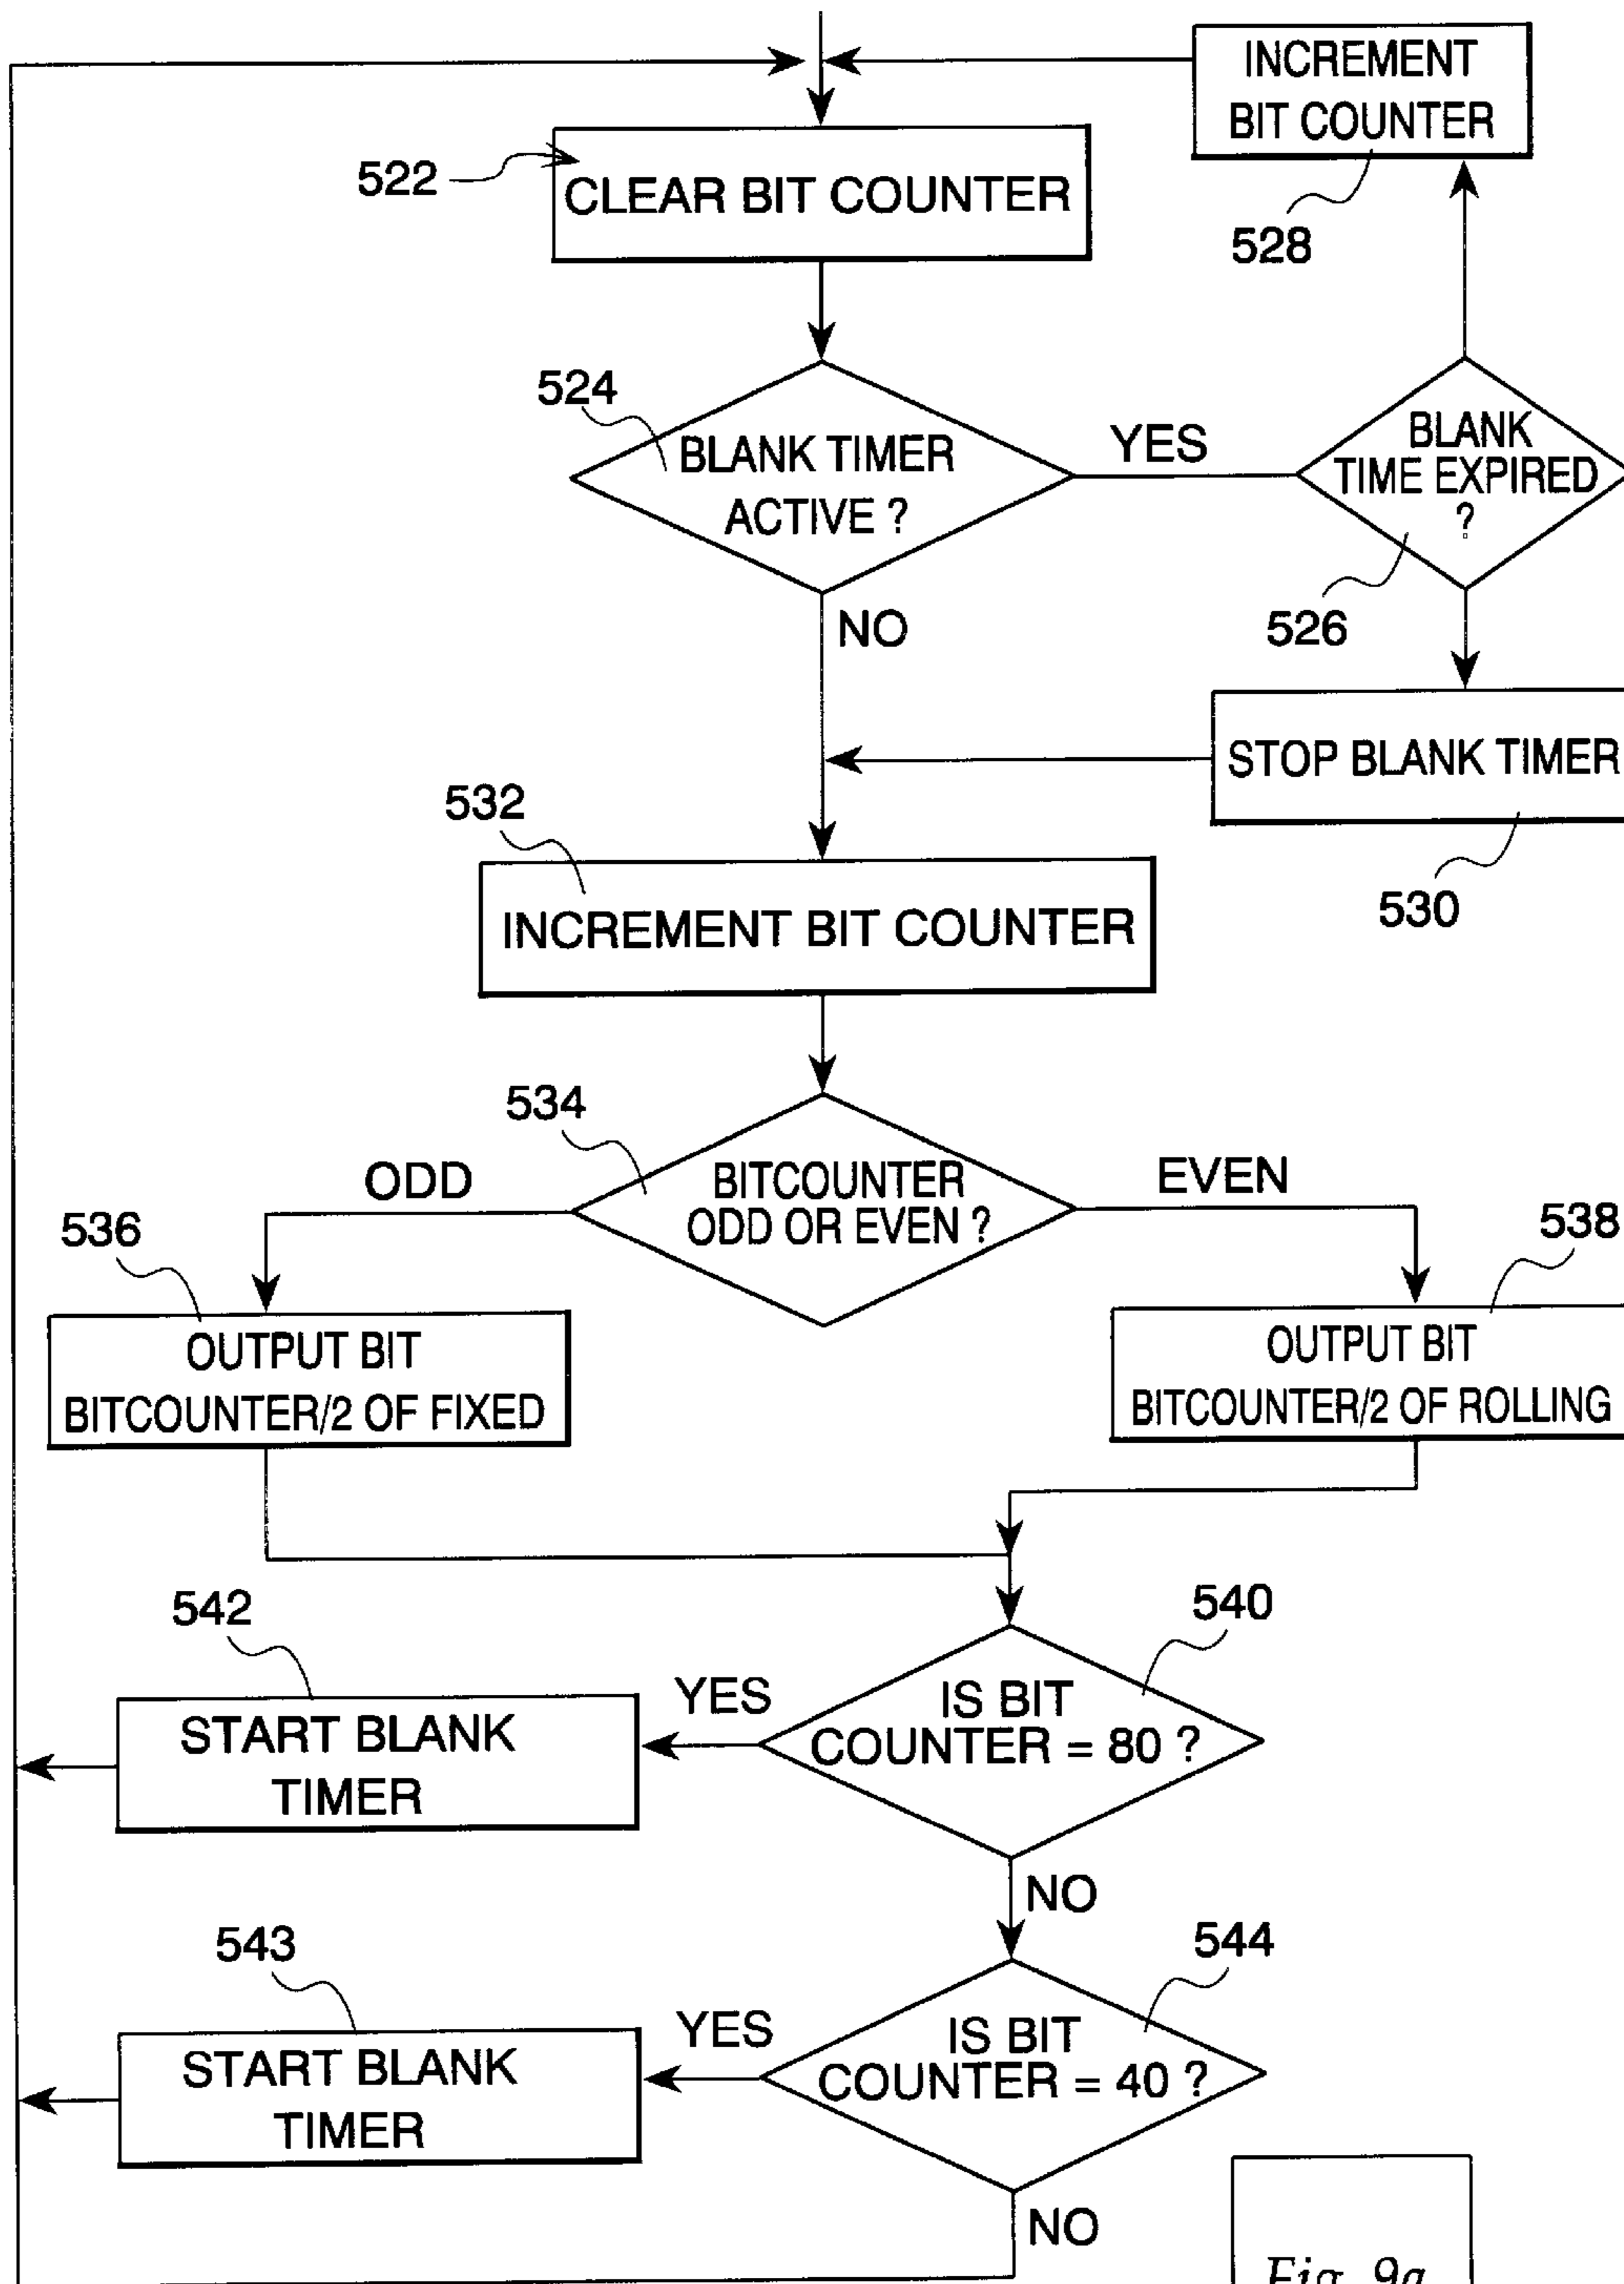 INCREMENT
BIT COUNTER
522
CLEAR BIT COUNTER
528
524
BLANK TIMER
ACTIVE ?
YES
BLANK
TIME EXPIRED
?
NO
526
STOP BLANK TIMER
532
530
INCREMENT BIT COUNTER
534
ODD
BITCOUNTER
ODD OR EVEN ?
EVEN
536
538
OUTPUT BIT
BITCOUNTER/2 OF FIXED
OUTPUT BIT
BITCOUNTER/2 OF ROLLING
542
540
START BLANK
TIMER
YES
IS BIT
COUNTER = 80 ?
NO
543
544
START BLANK
TIMER
YES
IS BIT
COUNTER = 40 ?
NO
Fig. 9a